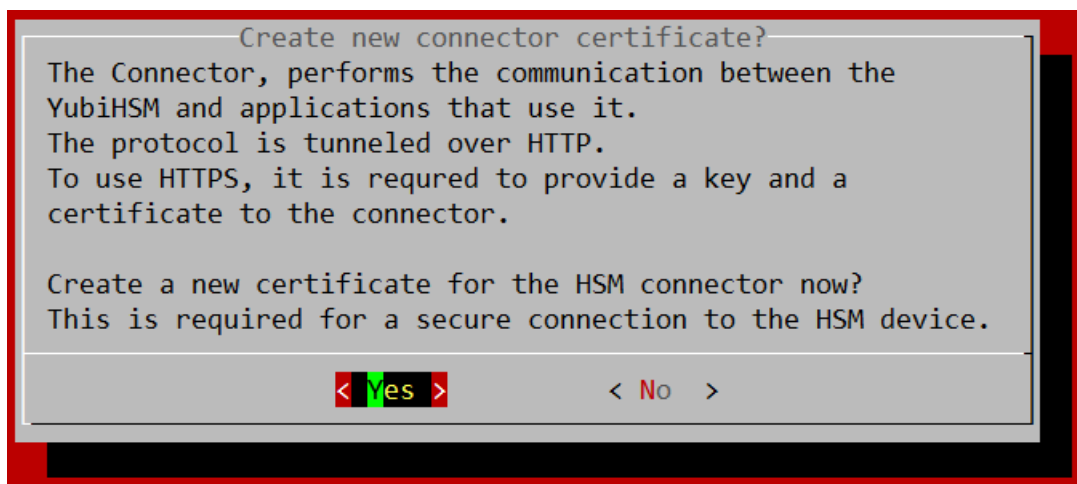 Create new connector certificate?
The Connector, performs the communication between the
YubiHSM and applications that use it.
The protocol is tunneled over HTTP.
To use HTTPS, it is requred to provide a key and a
certificate to the connector.
Create a new certificate for the HSM connector now?
This is required for a secure connection to the HSM device.
< Yes > < No >